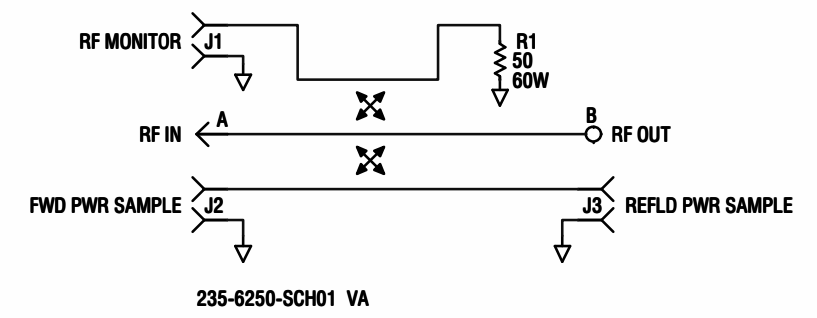 RF MONITOR J1
R1
50
60W
RF IN A
B RF OUT
FWD PWR SAMPLE J2
J3 REFLD PWR SAMPLE
235-6250-SCH01 VA